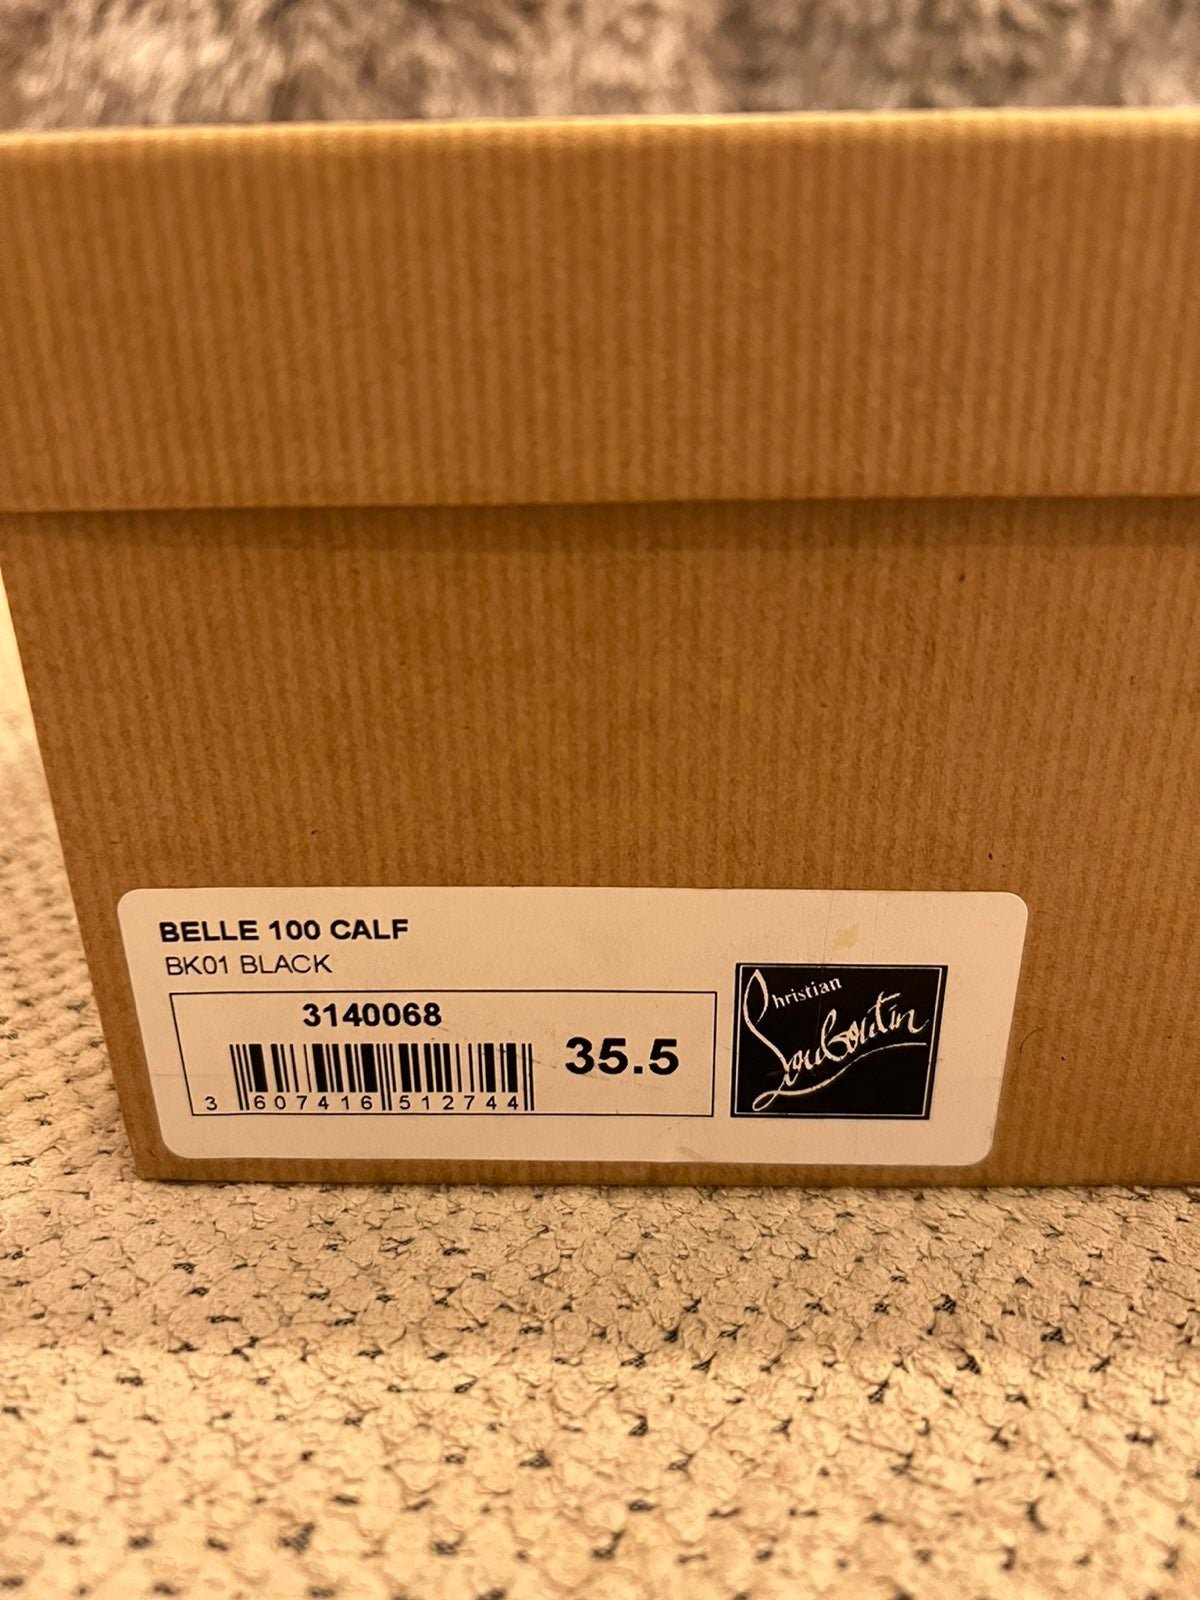 BELLE 100 CALF
BK01 BLACK
3140068
35.5
3 607416 512744
Christian
Louboutin